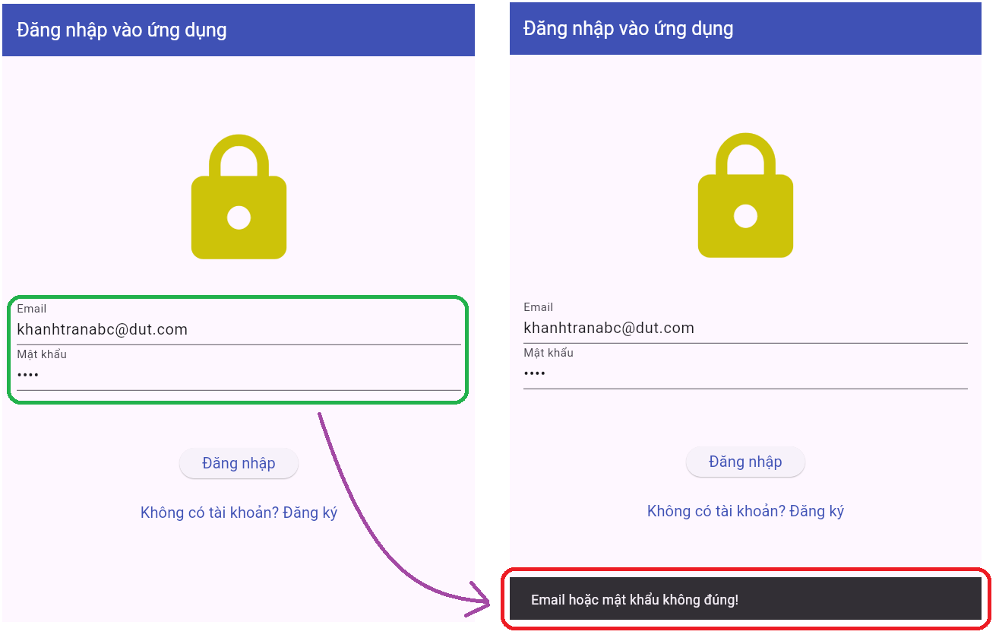 Đăng nhập vào ứng dụng
Email
khanhtranabc@dut.com
Mật khẩu
••••
Đăng nhập
Không có tài khoản? Đăng ký
Đăng nhập vào ứng dụng
Email
khanhtranabc@dut.com
Mật khẩu
••••
Đăng nhập
Không có tài khoản? Đăng ký
Email hoặc mật khẩu không đúng!